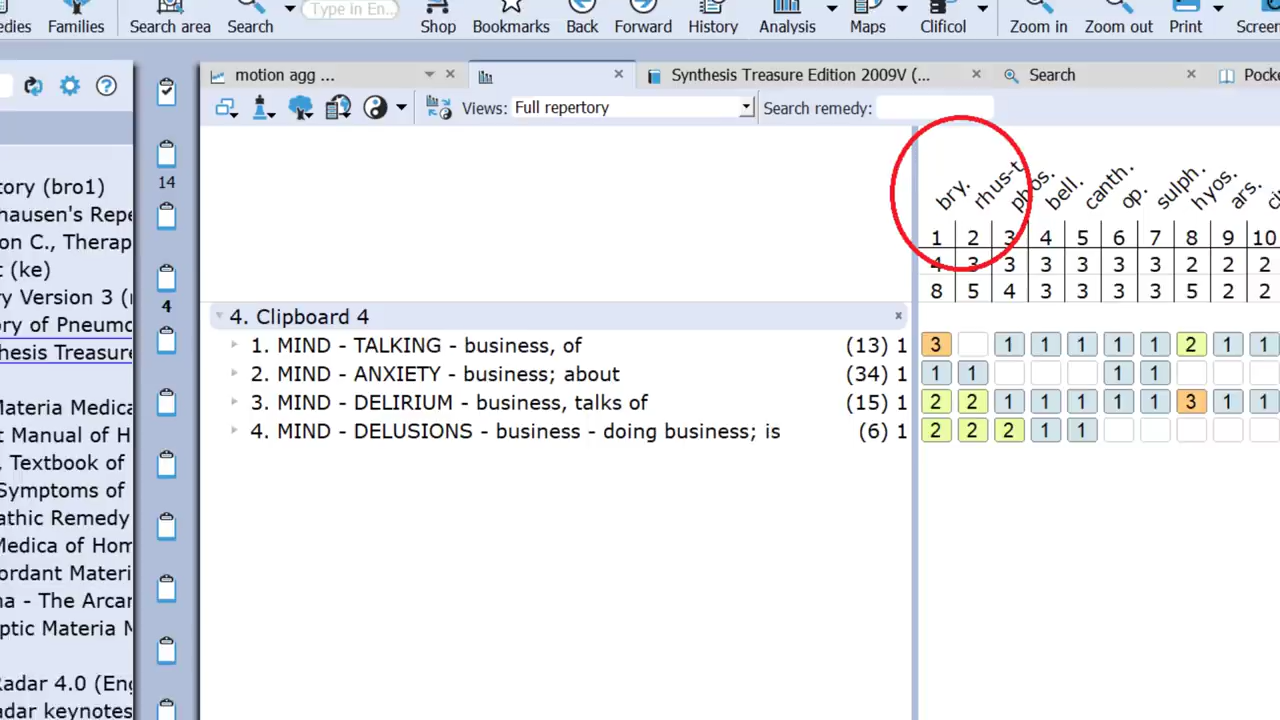 edies Families Search area Search Type in En... Shop Bookmarks Back Forward History Analysis Maps Clificol Zoom in Zoom out Print Screen
motion agg ... Synthesis Treasure Edition 2009V (... Search Pocke
Views: Full repertory Search remedy:
tory (bro1)
hausen's Repe
on C., Therap
t (ke)
ry Version 3 (r
ory of Pneumo
hesis Treasure
Materia Medica
t Manual of H
, Textbook of
Symptoms of
athic Remedy
Medica of Hom
ordant Materi
na - The Arcar
ptic Materia M
Radar 4.0 (Eng
adar keynotes
14
4
bry. rhus-t. phos. bell. canth. op. sulph. hyos. ars.
1 2 3 4 5 6 7 8 9 10
4 3 3 3 3 3 3 2 2 2
8 5 4 3 3 3 3 5 2 2
4. Clipboard 4
1. MIND - TALKING - business, of (13) 1 3 1 1 1 1 1 2 1 1
2. MIND - ANXIETY - business; about (34) 1 1 1 1 1
3. MIND - DELIRIUM - business, talks of (15) 1 2 2 1 1 1 1 1 3 1 1
4. MIND - DELUSIONS - business - doing business; is (6) 1 2 2 2 1 1